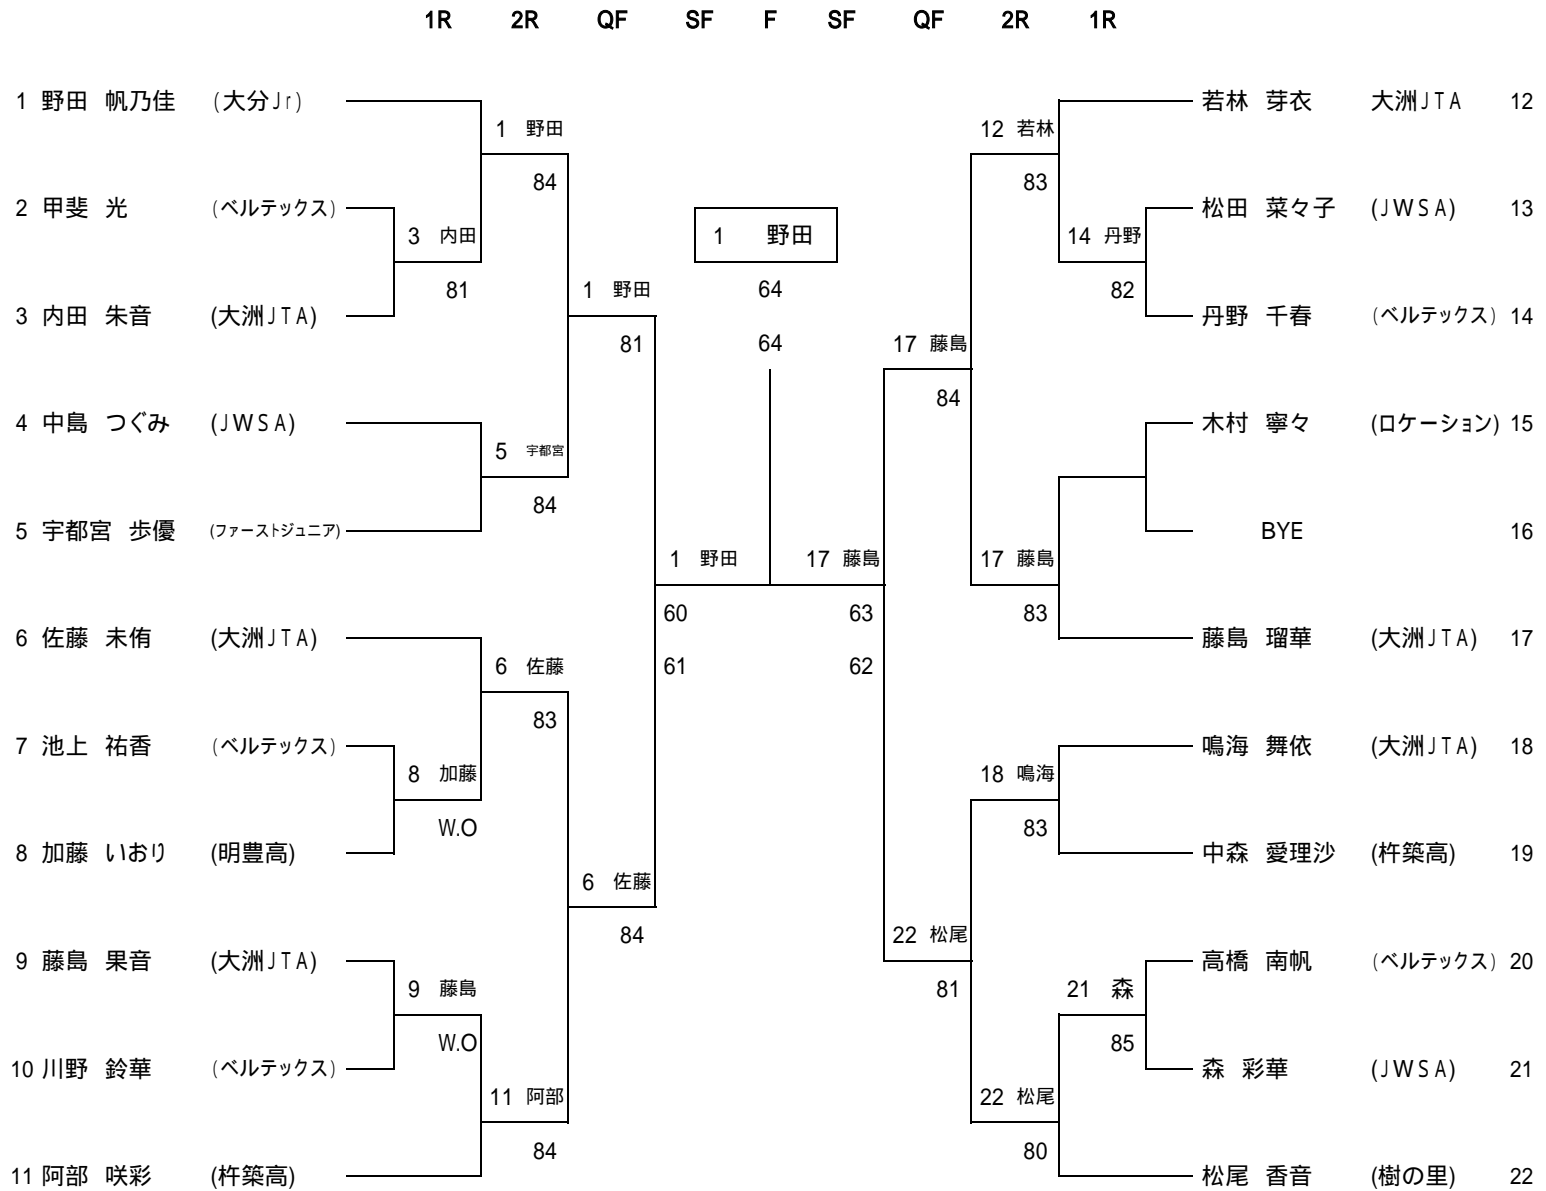 1R 2R QF SF F SF QF 2R 1R
1 野田 帆乃佳 (大分Jr) 若林 芽衣 大洲JTA 12
1 野田 12 若林
84 83
2 甲斐 光 (ベルテックス) 松田 菜々子 (JWSA) 13
3 内田 1 野田 14 丹野
81 1 野田 64 82
3 内田 朱音 (大洲JTA) 丹野 千春 (ベルテックス) 14
81 64 17 藤島
84
4 中島 つぐみ (JWSA) 木村 寧々 (ロケーション) 15
5 宇都宮
84
5 宇都宮 歩優 (ファーストジュニア) BYE 16
1 野田 17 藤島 17 藤島
60 63 83
6 佐藤 未侑 (大洲JTA) 藤島 瑠華 (大洲JTA) 17
6 佐藤 61 62
83
7 池上 祐香 (ベルテックス) 鳴海 舞依 (大洲JTA) 18
8 加藤 18 鳴海
W.O 83
8 加藤 いおり (明豊高) 中森 愛理沙 (杵築高) 19
6 佐藤
84 22 松尾
9 藤島 果音 (大洲JTA) 高橋 南帆 (ベルテックス) 20
9 藤島 81 21 森
W.O 85
10 川野 鈴華 (ベルテックス) 森 彩華 (JWSA) 21
11 阿部 22 松尾
84 80
11 阿部 咲彩 (杵築高) 松尾 香音 (樹の里) 22